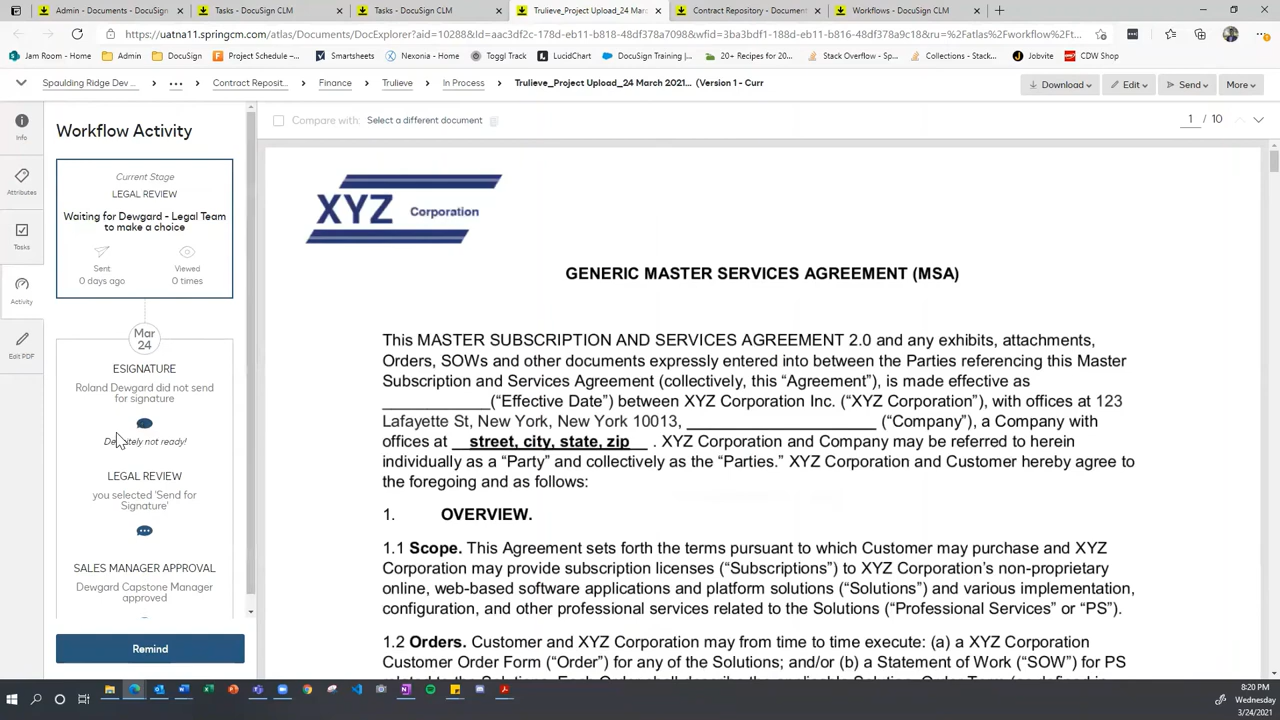 Admin - Documents - DocuSign
Tasks - DocuSign CLM
Tasks - DocuSign CLM
Trulieve_Project Upload_24 Mar
Contract Repository - Docume
Workflows - DocuSign CLM
https://uatna11.springcm.com/atlas/Documents/DocExplorer?aid=10288&Id=aac3df2c-178d-eb11-b818-48df378a7098&wfid=3ba3bdf1-188d-eb11-b816-48df378a9c18&ru=%2Fatlas%2Fworkflow%2Ft...
Jam Room - Home
Admin
DocuSign
Project Schedule -...
Smartsheets
Nexonia - Home
Toggl Track
LucidChart
DocuSign Training |...
20+ Recipes for 20...
Stack Overflow - Sp...
Jobvite
CDW Shop
Spaulding Ridge Dev ..
...
Contract Reposit..
Finance
Trulieve
In Process
Trulieve_Project Upload_24 March 2021... (Version 1 - Curr
Download
Edit
Send
More
Info
Attributes
Tasks
Activity
Edit PDF
Workflow Activity
Current Stage
LEGAL REVIEW
Waiting for Dewgard - Legal Team
to make a choice
Sent
0 days ago
Viewed
0 times
Mar
24
ESIGNATURE
Roland Dewgard did not send
for signature
not ready!
LEGAL REVIEW
you selected 'Send for
Signature'
SALES MANAGER APPROVAL
Dewgard Capstone Manager
approved
Remind
Compare with: Select a different document
1 / 10
XYZ Corporation
GENERIC MASTER SERVICES AGREEMENT (MSA)
This MASTER SUBSCRIPTION AND SERVICES AGREEMENT 2.0 and any exhibits, attachments,
Orders, SOWs and other documents expressly entered into between the Parties referencing this Master
Subscription and Services Agreement (collectively, this “Agreement”), is made effective as
______________(“Effective Date”) between XYZ Corporation Inc. (“XYZ Corporation”), with offices at 123
Lafayette St, New York, New York 10013, ________________________ (“Company”), a Company with
offices at __street, city, state, zip__ . XYZ Corporation and Company may be referred to herein
individually as a “Party” and collectively as the “Parties.” XYZ Corporation and Customer hereby agree to
the foregoing and as follows:
1. OVERVIEW.
1.1 Scope. This Agreement sets forth the terms pursuant to which Customer may purchase and XYZ
Corporation may provide subscription licenses (“Subscriptions”) to XYZ Corporation’s non-proprietary
online, web-based software applications and platform solutions (“Solutions”) and various implementation,
configuration, and other professional services related to the Solutions (“Professional Services” or “PS”).
1.2 Orders. Customer and XYZ Corporation may from time to time execute: (a) a XYZ Corporation
Customer Order Form (“Order”) for any of the Solutions; and/or (b) a Statement of Work (“SOW”) for PS
8:20 PM
Wednesday
3/24/2021